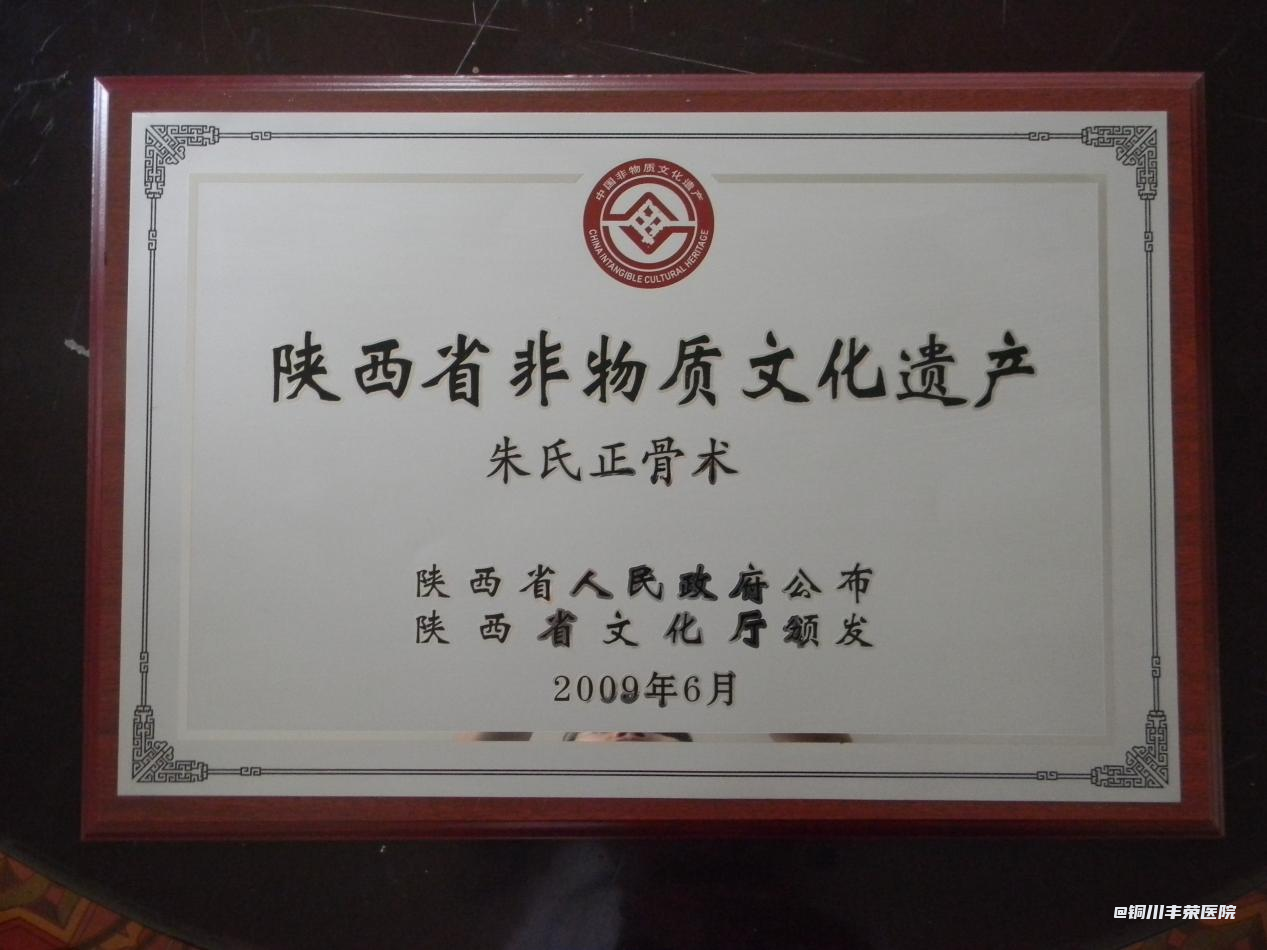 中国非物质文化遗产
CHINA INTANGIBLE CULTURAL HERITAGE
陕西省非物质文化遗产
朱氏正骨术
陕西省人民政府公布
陕西省文化厅颁发
2009年6月
@铜川丰荣医院